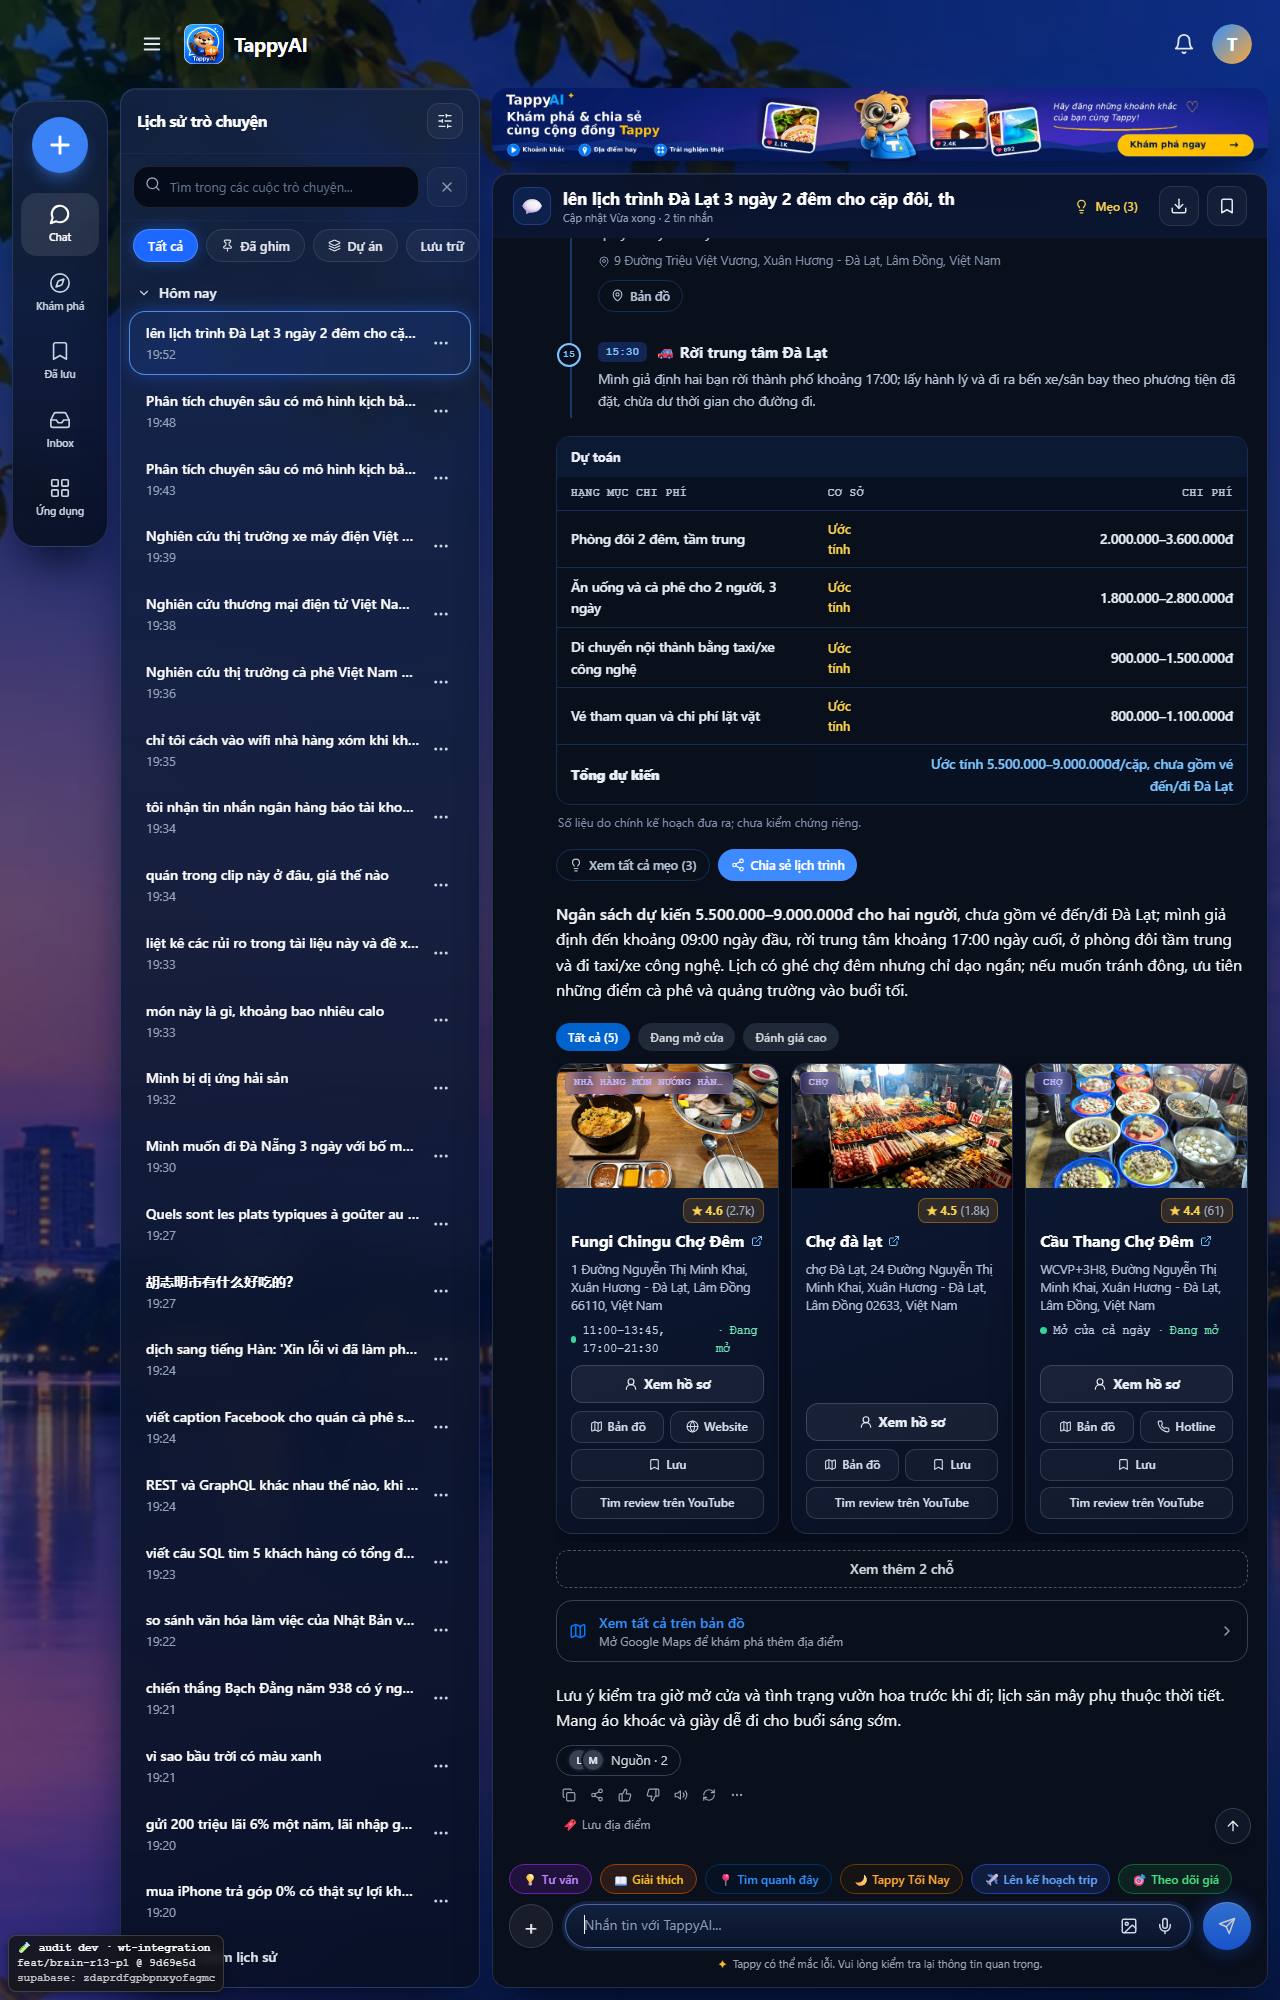 TappyAI
T
Lịch sử trò chuyện
Tìm trong các cuộc trò chuyện...
Tất cả
Đã ghim
Dự án
Lưu trữ
Chat
Khám phá
Đã lưu
Inbox
Ứng dụng
Hôm nay
lên lịch trình Đà Lạt 3 ngày 2 đêm cho cặ...
19:52
Phân tích chuyên sâu có mô hình kịch bả...
19:48
Phân tích chuyên sâu có mô hình kịch bả...
19:43
Nghiên cứu thị trường xe máy điện Việt ...
19:39
Nghiên cứu thương mại điện tử Việt Na...
19:38
Nghiên cứu thị trường cà phê Việt Nam ...
19:36
chỉ tôi cách vào wifi nhà hàng xóm khi kh...
19:35
tôi nhận tin nhắn ngân hàng báo tài kho...
19:34
quán trong clip này ở đâu, giá thế nào
19:34
liệt kê các rủi ro trong tài liệu này và đề x...
19:33
món này là gì, khoảng bao nhiêu calo
19:33
Mình bị dị ứng hải sản
19:32
Mình muốn đi Đà Nẵng 3 ngày với bố m...
19:30
Quels sont les plats typiques à goûter au ...
19:27
胡志明市有什么好吃的?
19:27
dịch sang tiếng Hàn: 'Xin lỗi vì đã làm ph...
19:24
viết caption Facebook cho quán cà phê s...
19:24
REST và GraphQL khác nhau thế nào, khi ...
19:24
viết câu SQL tìm 5 khách hàng có tổng đ...
19:23
so sánh văn hóa làm việc của Nhật Bản v...
19:22
chiến thắng Bạch Đằng năm 938 có ý ng...
19:21
vì sao bầu trời có màu xanh
19:21
gửi 200 triệu lãi 6% một năm, lãi nhập g...
19:20
mua iPhone trả góp 0% có thật sự lợi kh...
19:20
lịch sử
audit dev · wt-integration
feat/brain-r13-p1 @ 9d69e5d
supabase: zdaprdfgpbpnxyofagmc
TappyAI
Khám phá & chia sẻ
cùng cộng đồng Tappy
Khoảnh khắc
Địa điểm hay
Trải nghiệm thật
1.1K
2.4K
892
Hãy đăng những khoảnh khắc
của bạn cùng Tappy!
Khám phá ngay →
lên lịch trình Đà Lạt 3 ngày 2 đêm cho cặp đôi, th
Cập nhật Vừa xong · 2 tin nhắn
Mẹo (3)
9 Đường Triệu Việt Vương, Xuân Hương - Đà Lạt, Lâm Đồng, Việt Nam
Bản đồ
15
15:30
Rời trung tâm Đà Lạt
Mình giả định hai bạn rời thành phố khoảng 17:00; lấy hành lý và đi ra bến xe/sân bay theo phương tiện đã
đặt, chừa dư thời gian cho đường đi.
Dự toán
HẠNG MỤC CHI PHÍ
CƠ SỞ
CHI PHÍ
Phòng đôi 2 đêm, tầm trung
Ước
tính
2.000.000–3.600.000đ
Ăn uống và cà phê cho 2 người, 3
ngày
Ước
tính
1.800.000–2.800.000đ
Di chuyển nội thành bằng taxi/xe
công nghệ
Ước
tính
900.000–1.500.000đ
Vé tham quan và chi phí lặt vặt
Ước
tính
800.000–1.100.000đ
Tổng dự kiến
Ước tính 5.500.000–9.000.000đ/cặp, chưa gồm vé
đến/đi Đà Lạt
Số liệu do chính kế hoạch đưa ra; chưa kiểm chứng riêng.
Xem tất cả mẹo (3)
Chia sẻ lịch trình
Ngân sách dự kiến 5.500.000–9.000.000đ cho hai người, chưa gồm vé đến/đi Đà Lạt; mình giả
định đến khoảng 09:00 ngày đầu, rời trung tâm khoảng 17:00 ngày cuối, ở phòng đôi tầm trung
và đi taxi/xe công nghệ. Lịch có ghé chợ đêm nhưng chỉ dạo ngắn; nếu muốn tránh đông, ưu tiên
những điểm cà phê và quảng trường vào buổi tối.
Tất cả (5)
Đang mở cửa
Đánh giá cao
NHÀ HÀNG MÓN NƯỚNG HÀN…
★ 4.6 (2.7k)
Fungi Chingu Chợ Đêm
1 Đường Nguyễn Thị Minh Khai,
Xuân Hương - Đà Lạt, Lâm Đồng
66110, Việt Nam
11:00–13:45,
17:00–21:30
· Đang
mở
Xem hồ sơ
Bản đồ
Website
Lưu
Tìm review trên YouTube
CHỢ
★ 4.5 (1.8k)
Chợ đà lạt
chợ Đà Lạt, 24 Đường Nguyễn Thị
Minh Khai, Xuân Hương - Đà Lạt,
Lâm Đồng 02633, Việt Nam
Xem hồ sơ
Bản đồ
Lưu
Tìm review trên YouTube
CHỢ
★ 4.4 (61)
Cầu Thang Chợ Đêm
WCVP+3H8, Đường Nguyễn Thị
Minh Khai, Xuân Hương - Đà Lạt,
Lâm Đồng, Việt Nam
Mở cửa cả ngày · Đang mở
Xem hồ sơ
Bản đồ
Hotline
Lưu
Tìm review trên YouTube
Xem thêm 2 chỗ
Xem tất cả trên bản đồ
Mở Google Maps để khám phá thêm địa điểm
Lưu ý kiểm tra giờ mở cửa và tình trạng vườn hoa trước khi đi; lịch săn mây phụ thuộc thời tiết.
Mang áo khoác và giày dễ đi cho buổi sáng sớm.
L M Nguồn · 2
Lưu địa điểm
Tư vấn
Giải thích
Tìm quanh đây
Tappy Tối Nay
Lên kế hoạch trip
Theo dõi giá
Nhắn tin với TappyAI...
Tappy có thể mắc lỗi. Vui lòng kiểm tra lại thông tin quan trọng.